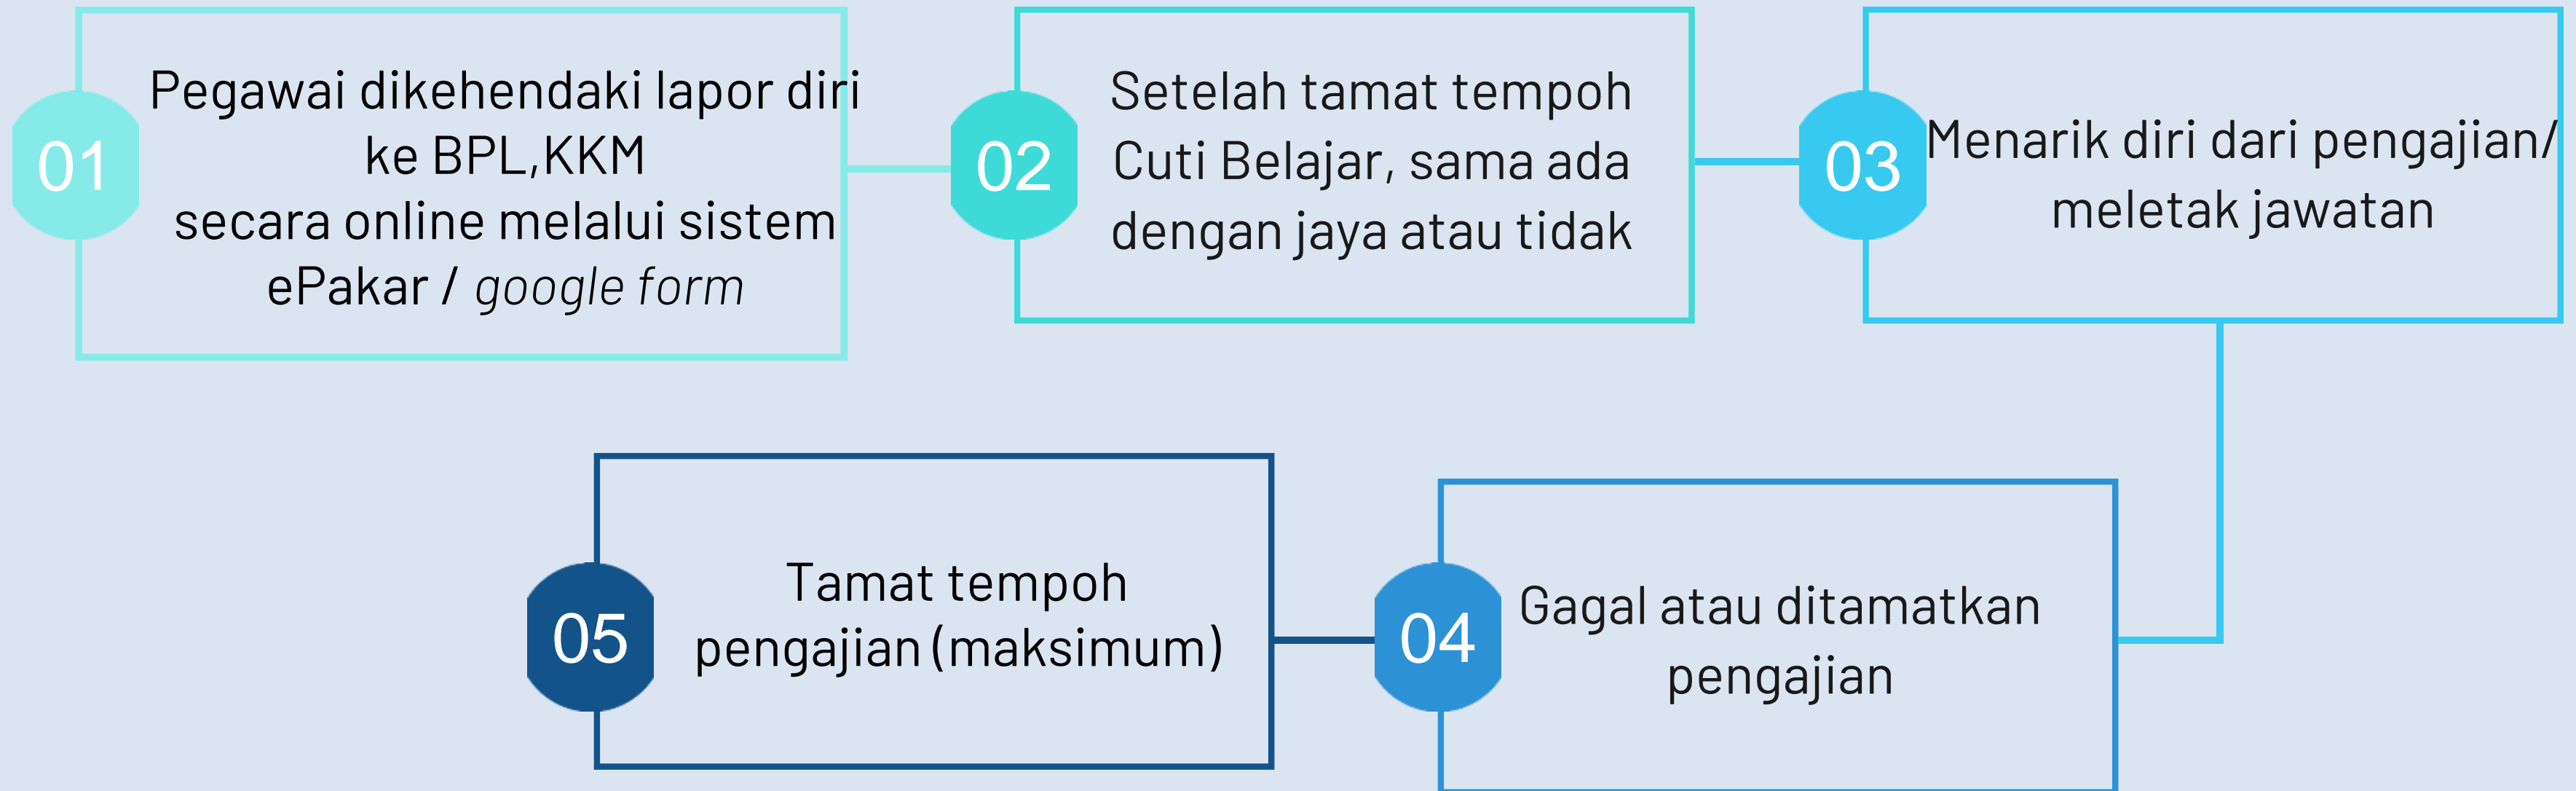 01
Pegawai dikehendaki lapor diri
ke BPL,KKM
secara online melalui sistem
ePakar / google form
02
Setelah tamat tempoh
Cuti Belajar, sama ada
dengan jaya atau tidak
03
Menarik diri dari pengajian/
meletak jawatan
04
Gagal atau ditamatkan
pengajian
05
Tamat tempoh
pengajian (maksimum)